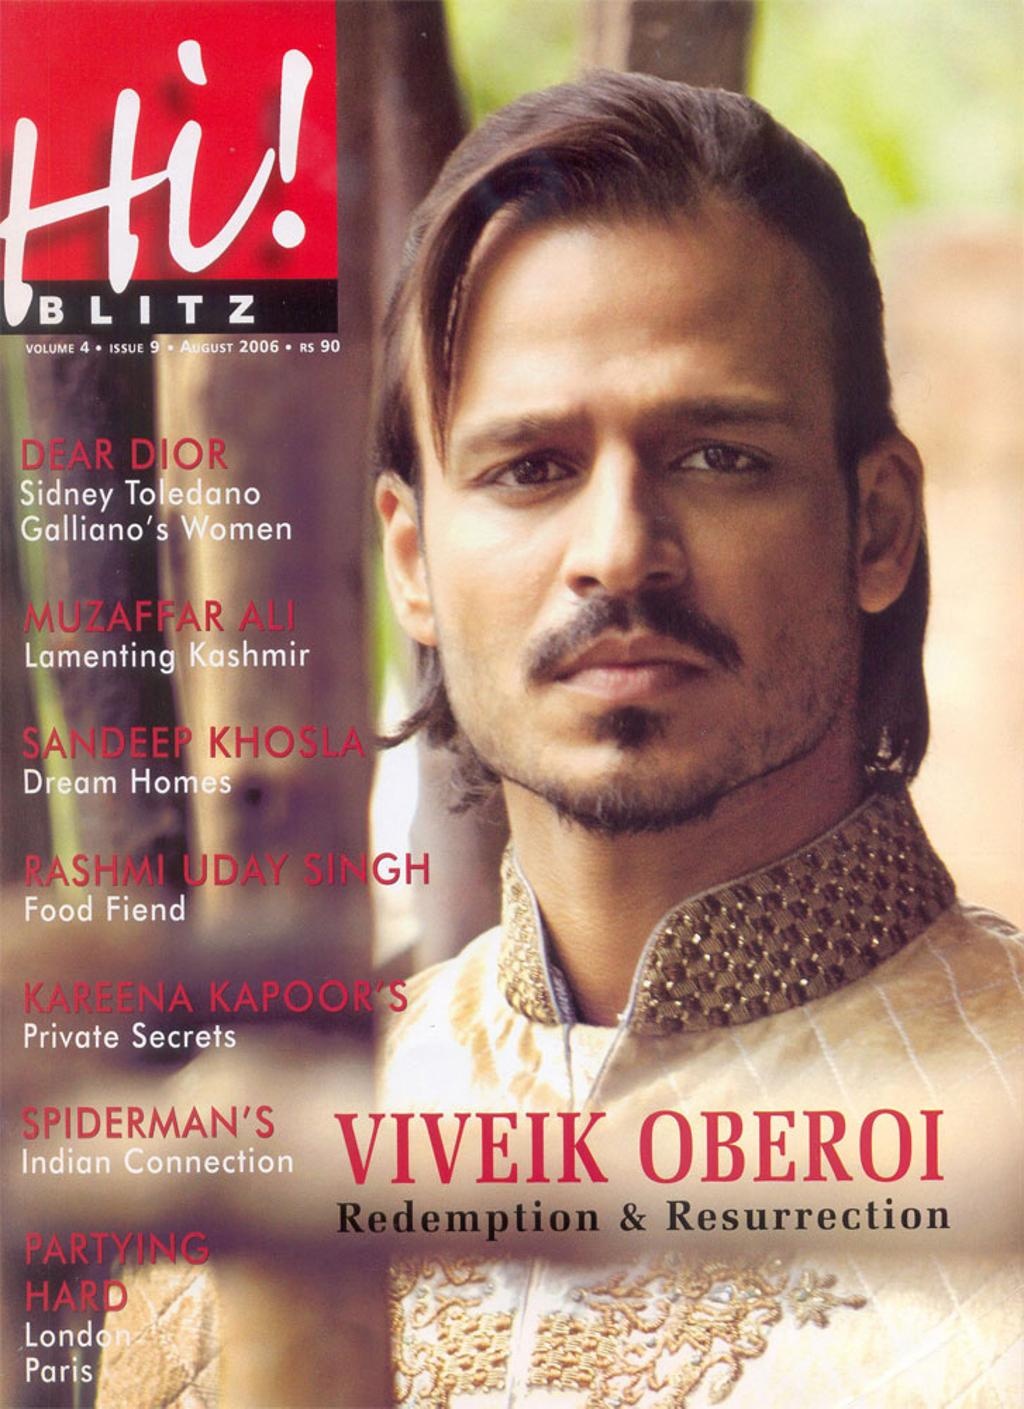 Hi!
BLITZ
VOLUME 4 • ISSUE 9 • AUGUST 2006 • RS 90
DEAR DIOR
Sidney Toledano
Galliano's Women
MUZAFFAR ALI
Lamenting Kashmir
SANDEEP KHOSLA
Dream Homes
RASHMI UDAY SINGH
Food Fiend
KAREENA KAPOOR'S
Private Secrets
SPIDERMAN'S
Indian Connection
PARTYING
HARD
London
Paris
VIVEIK OBEROI
Redemption & Resurrection